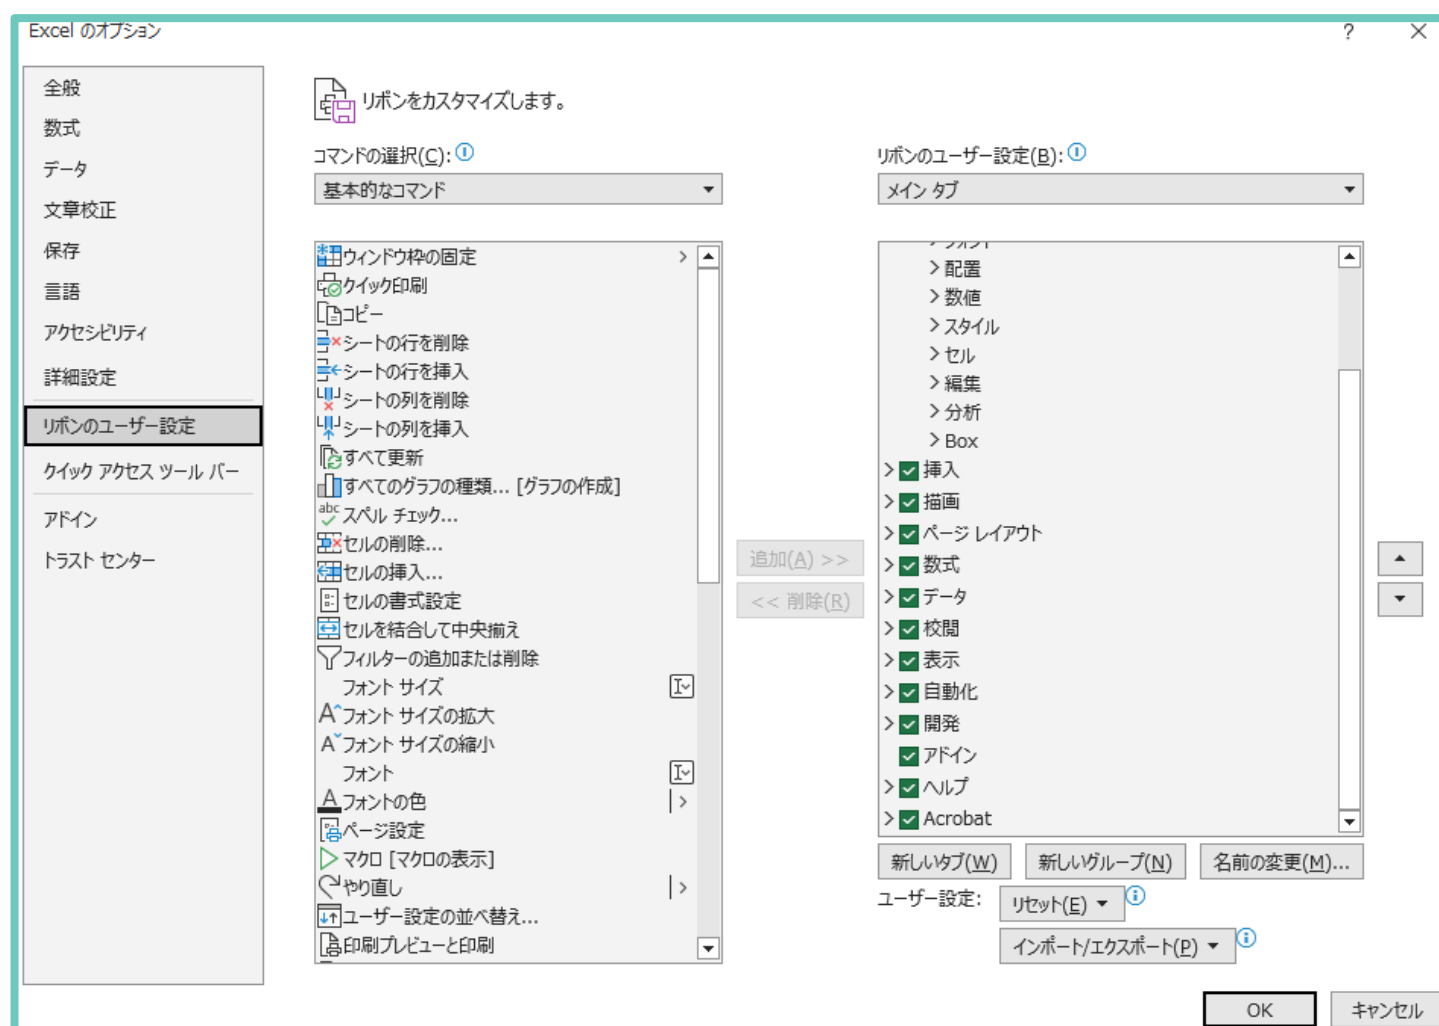 Excel のオプション
?
全般
数式
データ
文章校正
保存
言語
アクセシビリティ
詳細設定
リボンのユーザー設定
クイック アクセス ツール バー
アドイン
トラスト センター
リボンをカスタマイズします。
コマンドの選択(C):
基本的なコマンド
ウィンドウ枠の固定
クイック印刷
コピー
シートの行を削除
シートの行を挿入
シートの列を削除
シートの列を挿入
すべて更新
すべてのグラフの種類... [グラフの作成]
abc
スペル チェック...
セルの削除...
セルの挿入...
セルの書式設定
セルを結合して中央揃え
フィルターの追加または削除
フォント サイズ
フォント サイズの拡大
フォント サイズの縮小
フォント
フォントの色
ページ設定
マクロ [マクロの表示]
やり直し
ユーザー設定の並べ替え...
印刷プレビューと印刷
追加(A) >>
<< 削除(R)
リボンのユーザー設定(B):
メイン タブ
配置
数値
スタイル
セル
編集
分析
Box
挿入
描画
ページ レイアウト
数式
データ
校閲
表示
自動化
開発
アドイン
ヘルプ
Acrobat
新しいタブ(W)
新しいグループ(N)
名前の変更(M)...
ユーザー設定:
リセット(E)
インポート/エクスポート(P)
OK
キャンセル